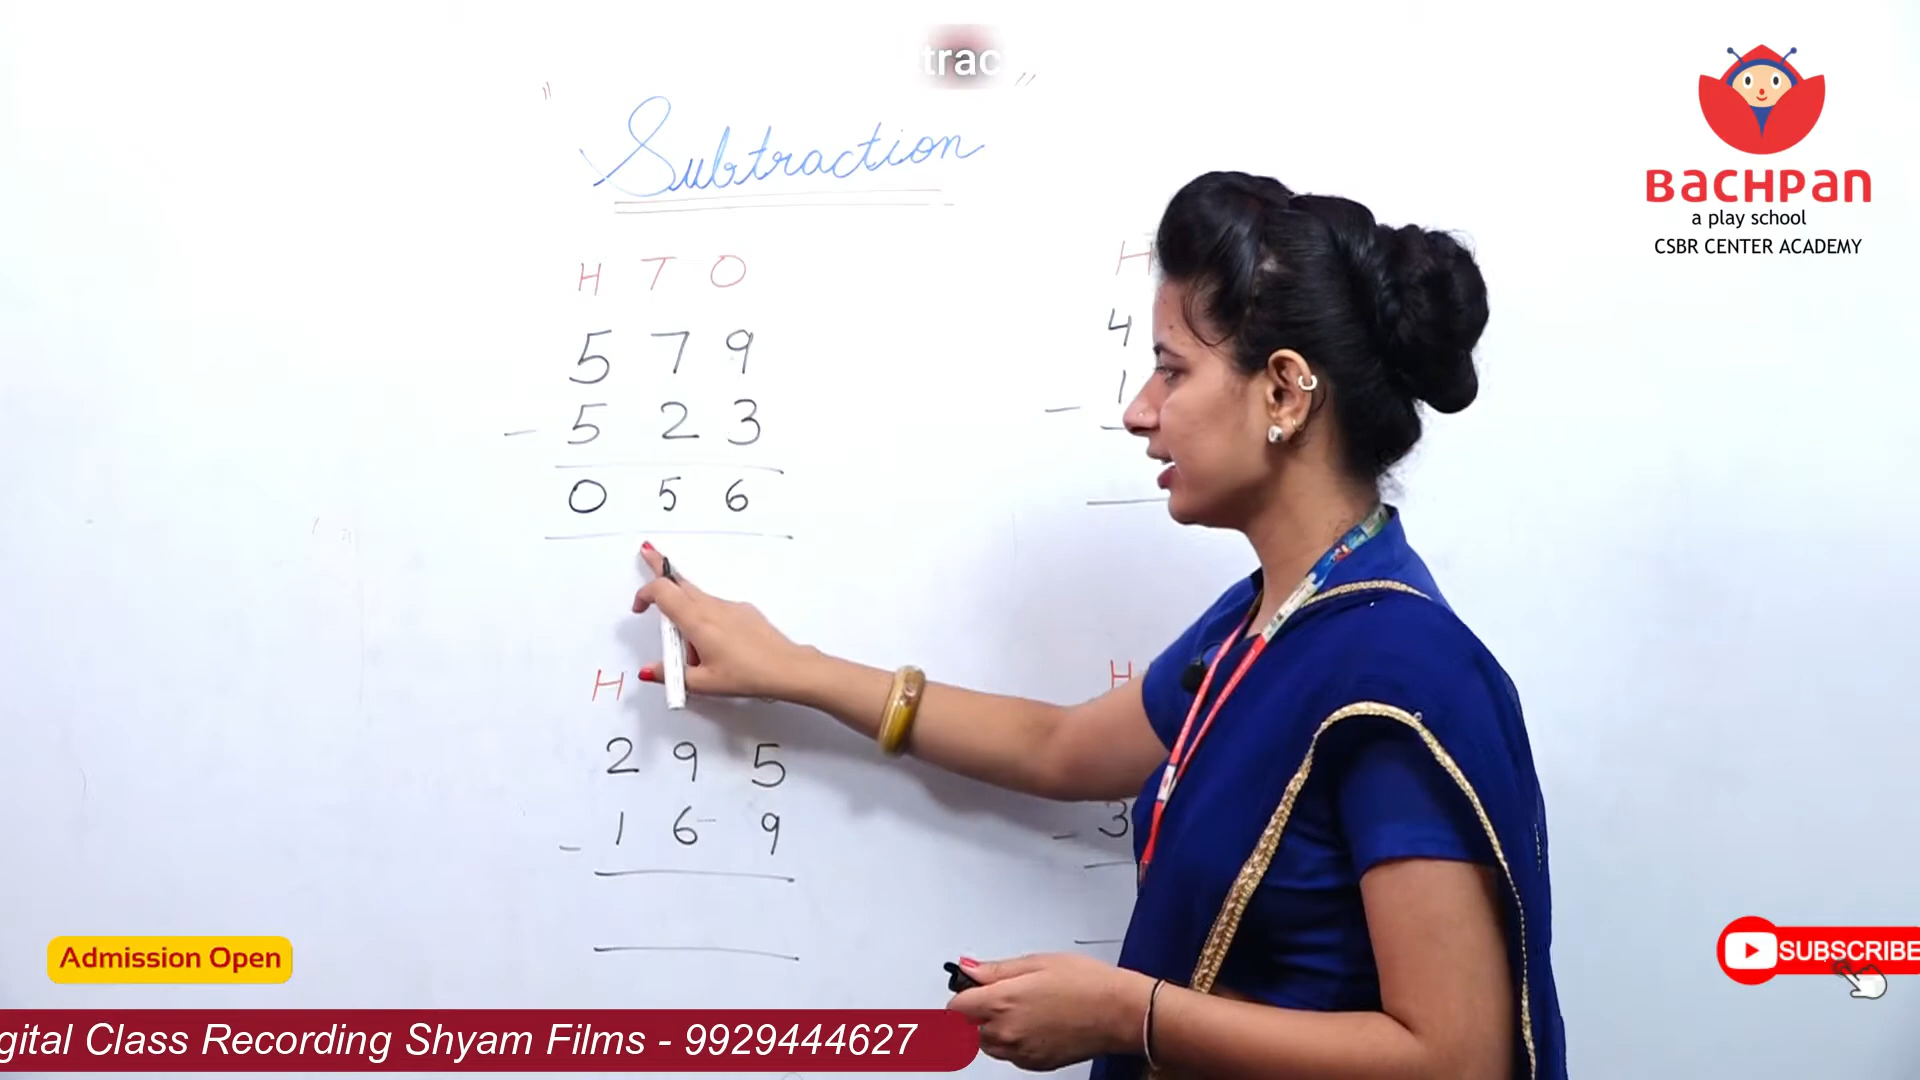 trac
" Subtraction "
H T O
5 7 9
- 5 2 3
0 5 6
H
4
- 1
H
2 9 5
- 1 6 9
H
- 3
BACHPAN
a play school
CSBR CENTER ACADEMY
Admission Open
SUBSCRIBE
gital Class Recording Shyam Films - 9929444627